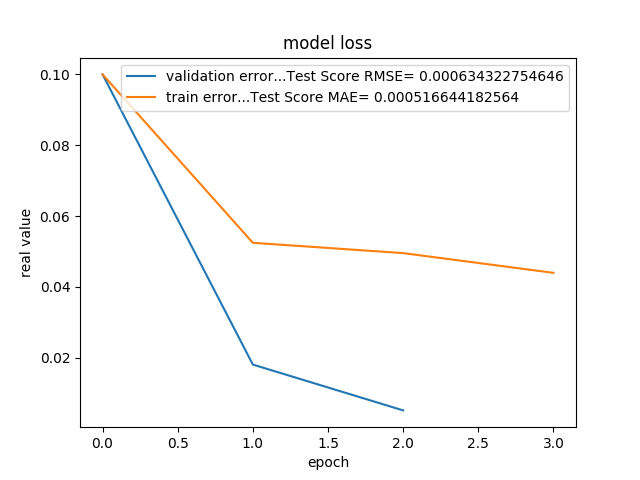 model loss
validation error...Test Score RMSE= 0.000634322754646
train error...Test Score MAE= 0.000516644182564
0.10
0.08
0.06
0.04
0.02
real value
0.0 0.5 1.0 1.5 2.0 2.5 3.0
epoch